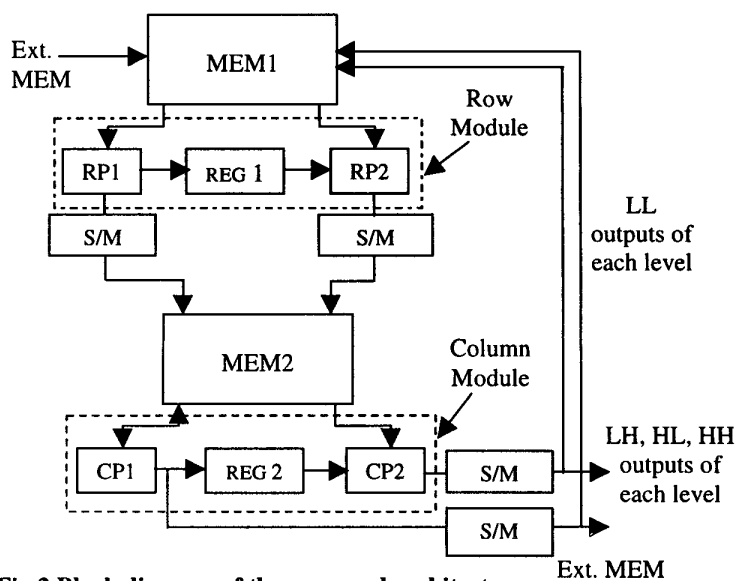 Ext.
MEM
MEM1
Row
Module
RP1
REG 1
RP2
S/M
S/M
LL
outputs of
each level
MEM2
Column
Module
CP1
REG 2
CP2
S/M
LH, HL, HH
outputs of
each level
S/M
Ext. MEM